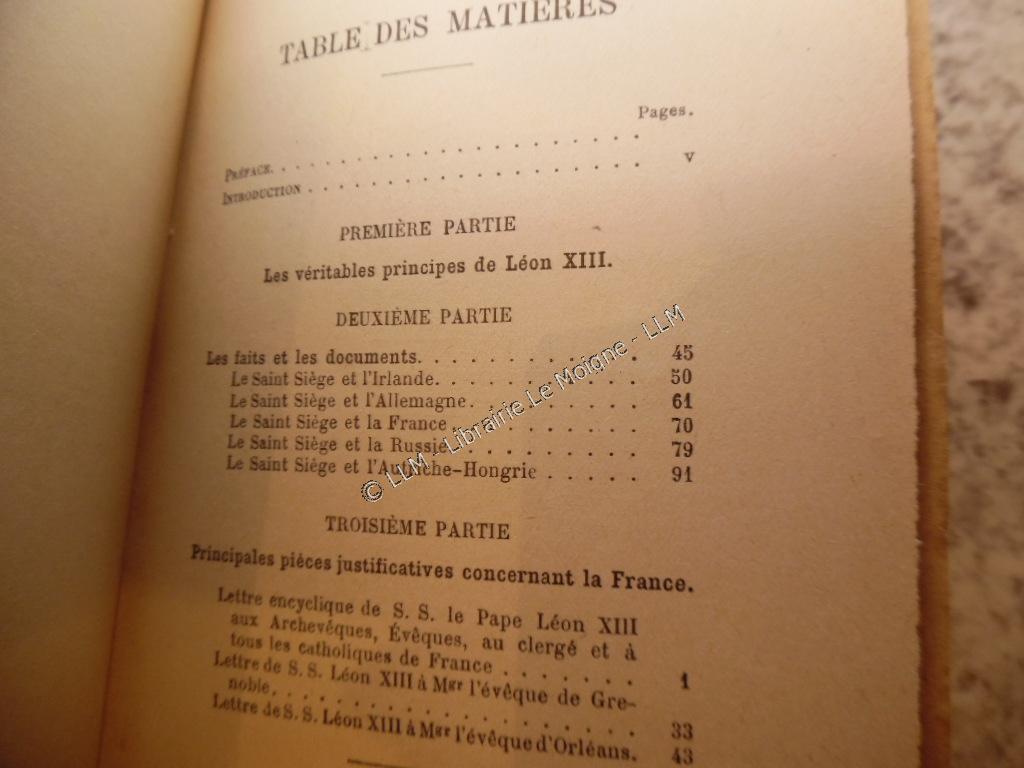 TABLE DES MATIÈRES
Pages.
PRÉFACE. . . . . . . . . . . . . . . . . . . .
INTRODUCTION . . . . . . . . . . . . . . . . . . V
PREMIÈRE PARTIE
Les véritables principes de Léon XIII.
DEUXIÈME PARTIE
Les faits et les documents. . . . . . . . . . . 45
Le Saint Siège et l'Irlande. . . . . . . . . . 50
Le Saint Siège et l'Allemagne. . . . . . . . . 61
Le Saint Siège et la France . . . . . . . . . 70
Le Saint Siège et la Russie . . . . . . . . . 79
Le Saint Siège et l'Autriche-Hongrie . . . . . 91
© LLM - Librairie Le Moigne - LLM
TROISIÈME PARTIE
Principales pièces justificatives concernant la France.
Lettre encyclique de S. S. le Pape Léon XIII
aux Archevêques, Évêques, au clergé et à
tous les catholiques de France . . . . . . . 1
Lettre de S. S. Léon XIII à Mgr l'évêque de Gre-
noble. . . . . . . . . . . . . . . . . . . . 33
Lettre de S. S. Léon XIII à Mgr l'évêque d'Orléans. 43